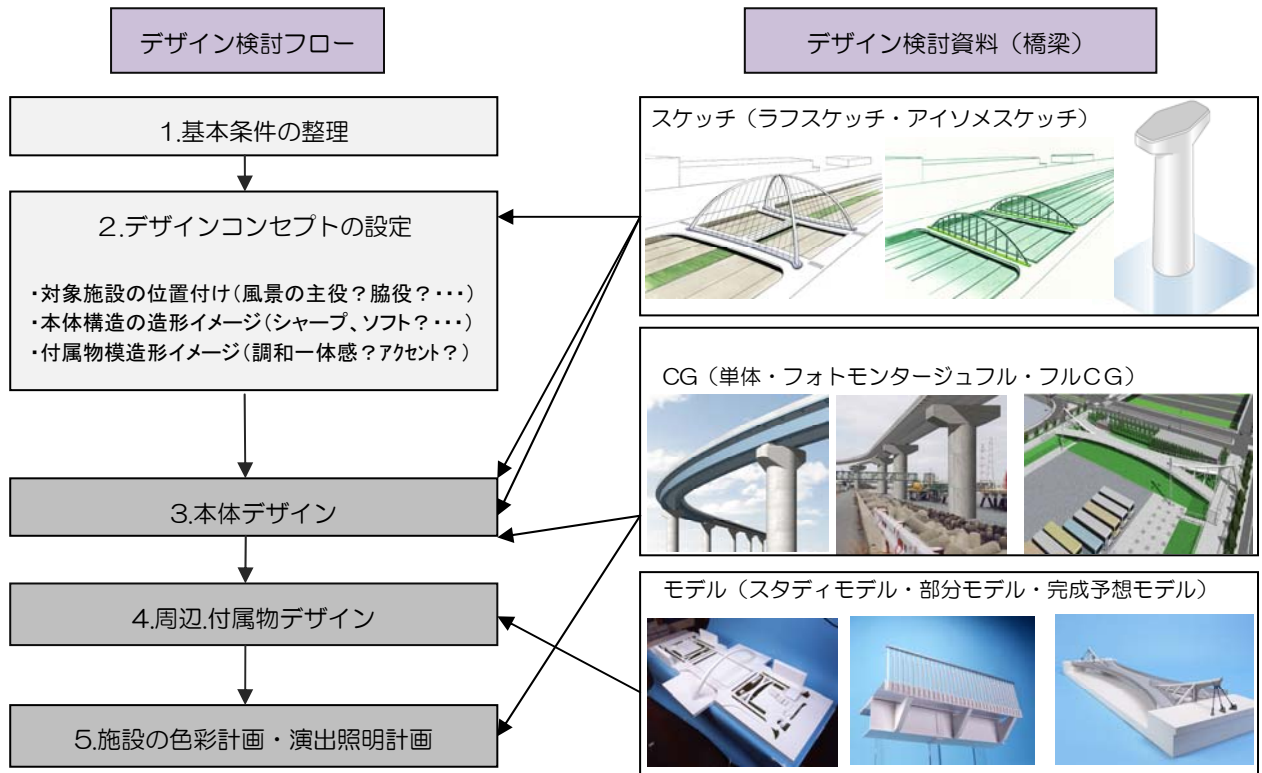 デザイン検討フロー
1.基本条件の整理
2.デザインコンセプトの設定
・対象施設の位置付け(風景の主役？脇役？・・・)
・本体構造の造形イメージ(シャープ、ソフト？・・・)
・付属物模造形イメージ(調和一体感？アクセント？)
3.本体デザイン
4.周辺.付属物デザイン
5.施設の色彩計画・演出照明計画
デザイン検討資料（橋梁）
スケッチ（ラフスケッチ・アイソメスケッチ）
CG（単体・フォトモンタージュフル・フルCG）
モデル（スタディモデル・部分モデル・完成予想モデル）